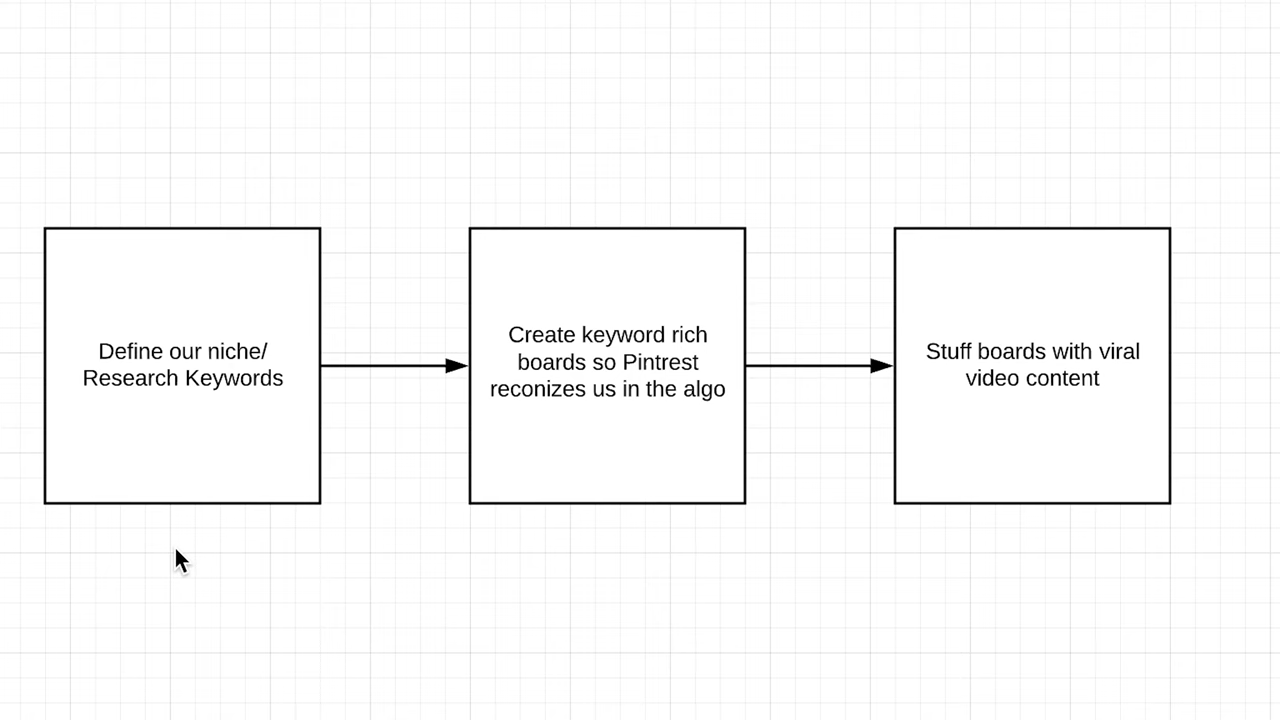 Define our niche/
Research Keywords
Create keyword rich
boards so Pintrest
reconizes us in the algo
Stuff boards with viral
video content